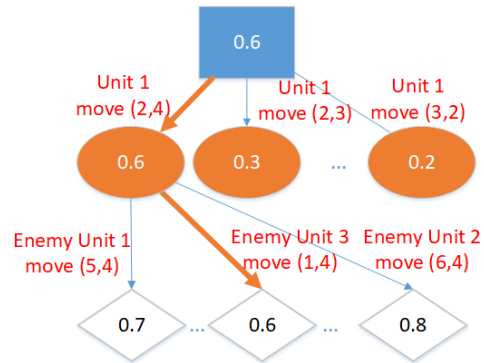 0.6
Unit 1
move (2,4)
Unit 1
move (2,3)
Unit 1
move (3,2)
0.6
0.3
...
0.2
Enemy Unit 1
move (5,4)
Enemy Unit 3
move (1,4)
Enemy Unit 2
move (6,4)
0.7
...
0.6
...
0.8